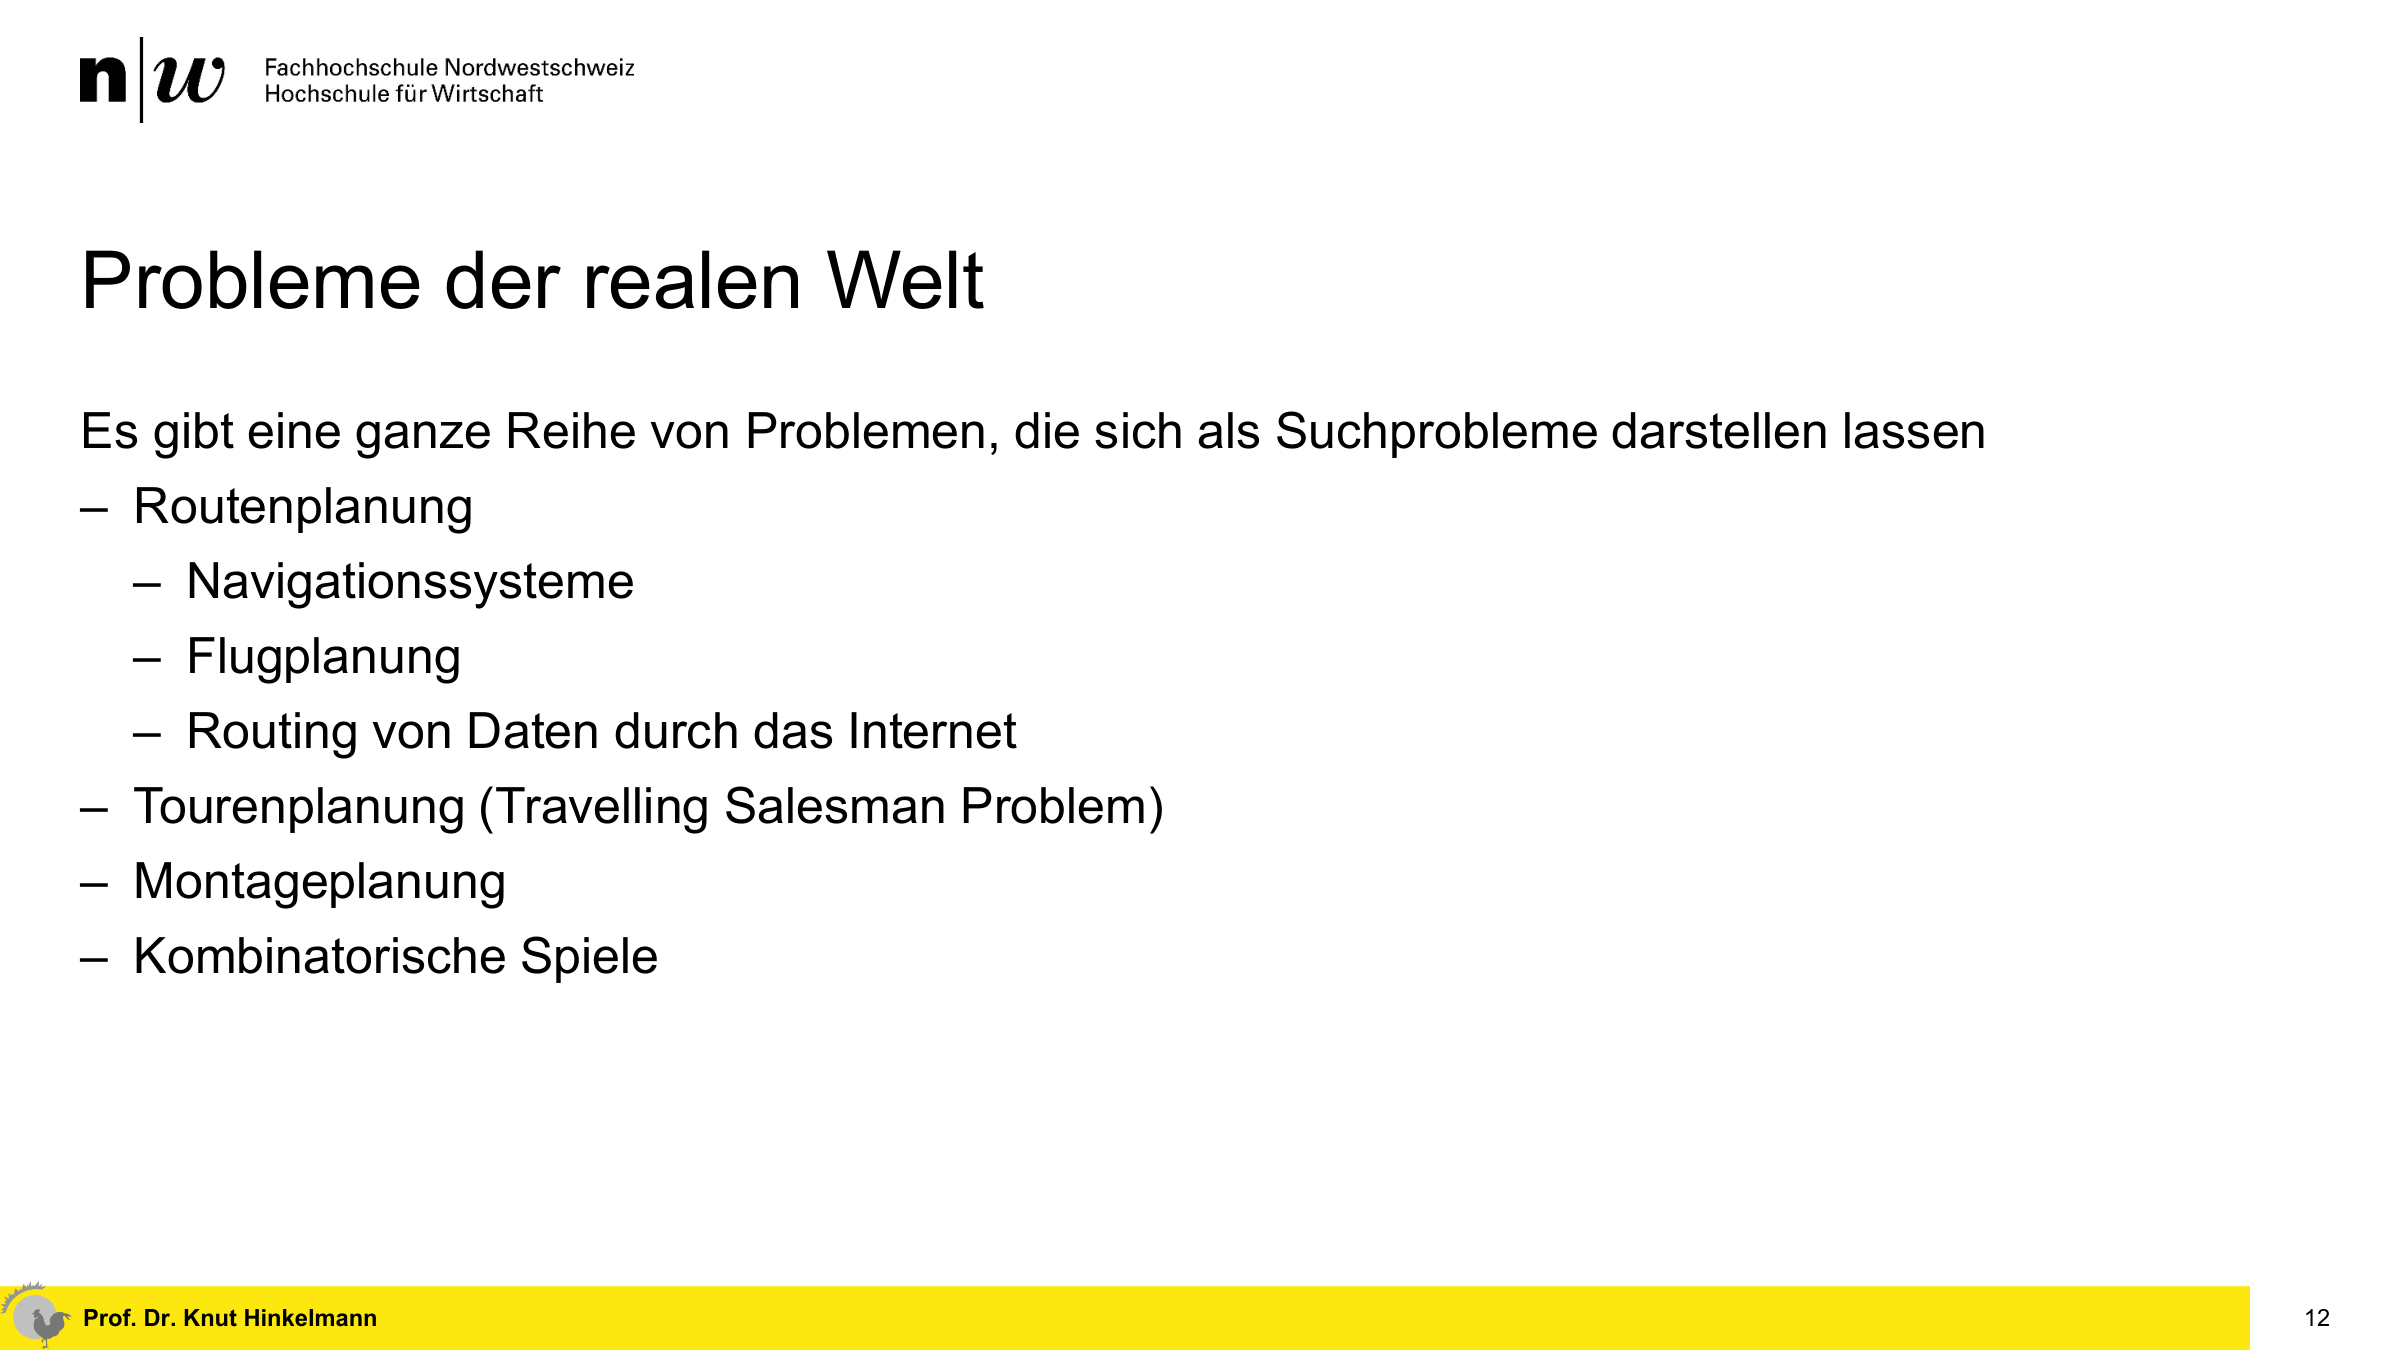 n|w Fachhochschule Nordwestschweiz
Hochschule für Wirtschaft
Probleme der realen Welt
Es gibt eine ganze Reihe von Problemen, die sich als Suchprobleme darstellen lassen
– Routenplanung
– Navigationssysteme
– Flugplanung
– Routing von Daten durch das Internet
– Tourenplanung (Travelling Salesman Problem)
– Montageplanung
– Kombinatorische Spiele
Prof. Dr. Knut Hinkelmann
12